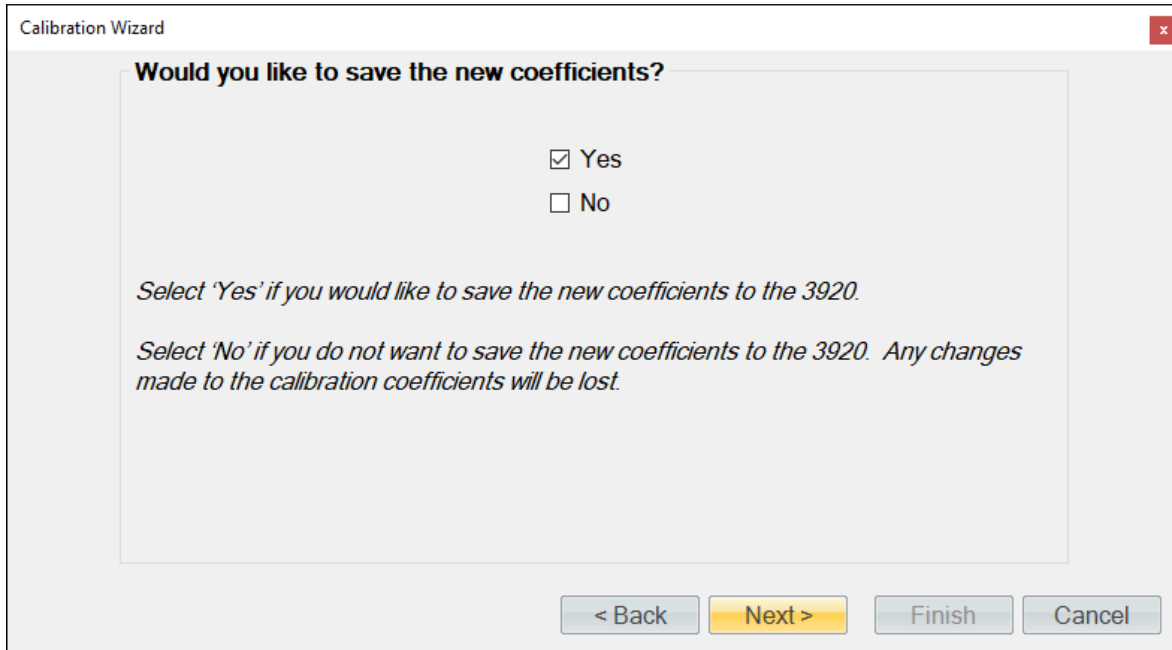 Calibration Wizard
x
Would you like to save the new coefficients?
Yes
No
Select 'Yes' if you would like to save the new coefficients to the 3920.
Select 'No' if you do not want to save the new coefficients to the 3920.  Any changes
made to the calibration coefficients will be lost.
< Back
Next >
Finish
Cancel